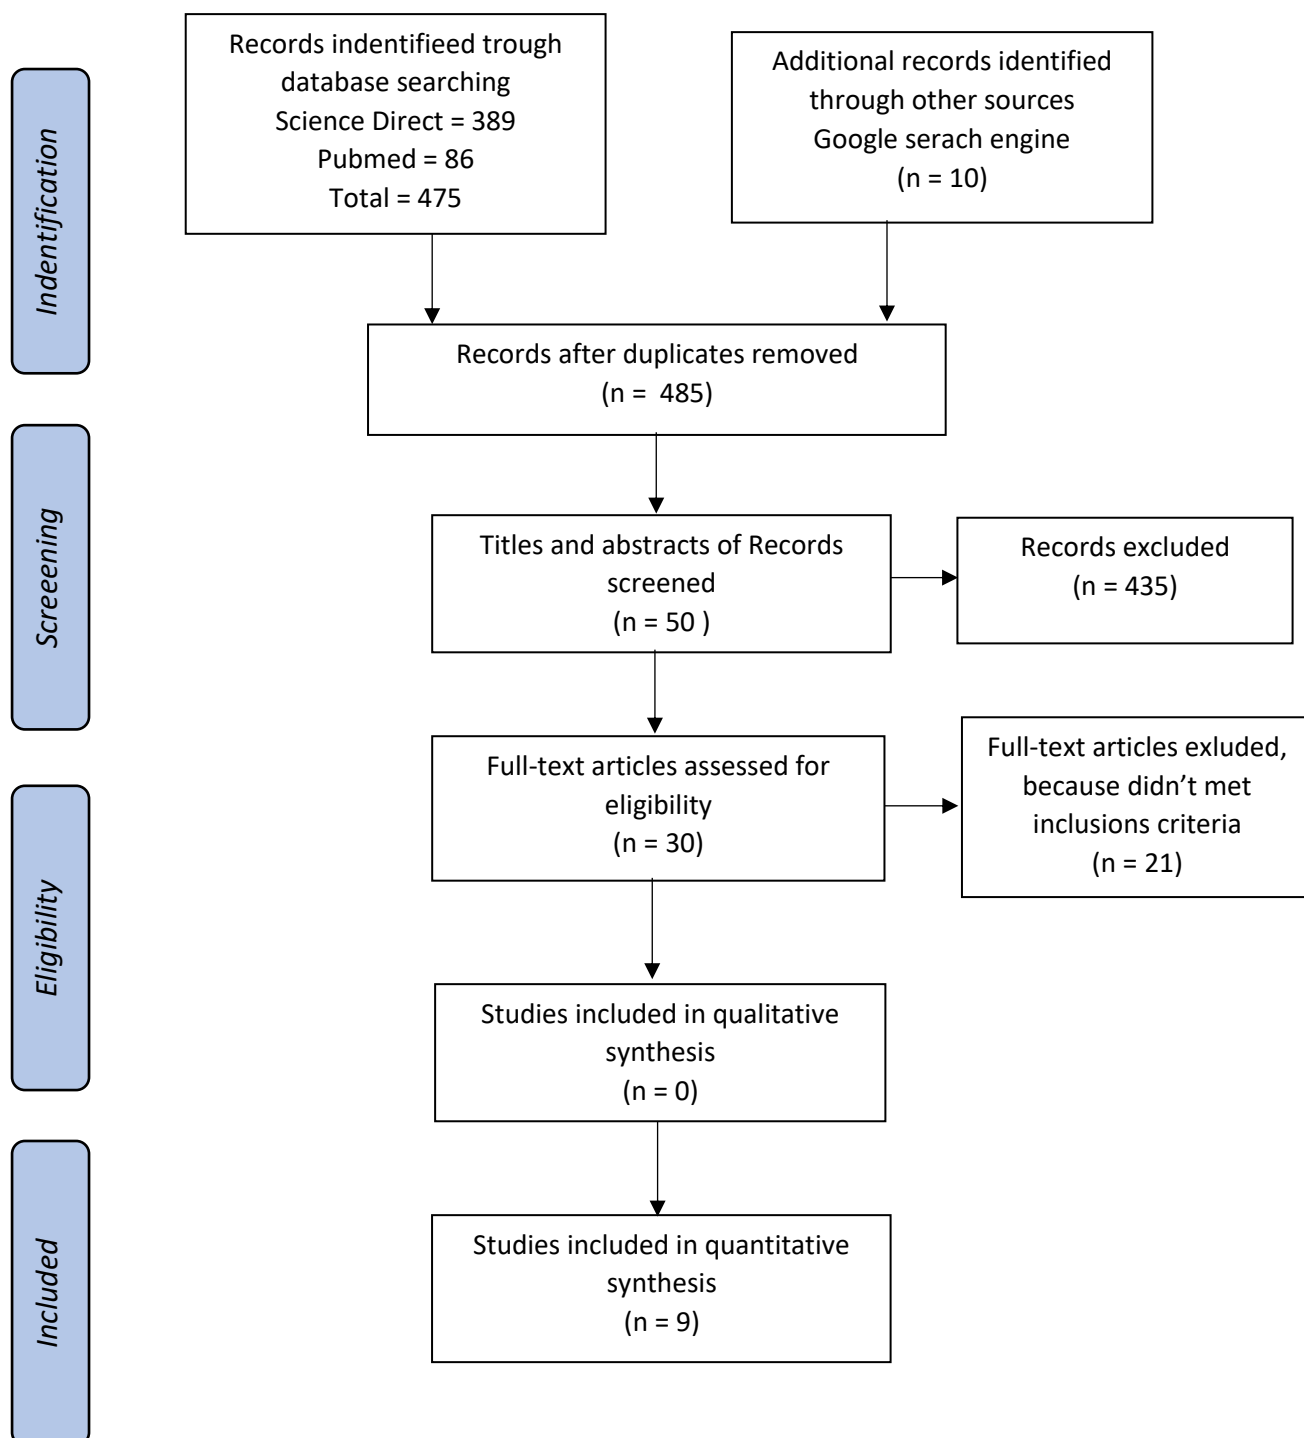 Records indentifieed trough
database searching
Science Direct = 389
Pubmed = 86
Total = 475
Additional records identified
through other sources
Google serach engine
(n = 10)
Indentification
Records after duplicates removed
(n =  485)
Screeening
Titles and abstracts of Records
screened
(n = 50 )
Records excluded
(n = 435)
Full-text articles assessed for
eligibility
(n = 30)
Full-text articles exluded,
because didn’t met
inclusions criteria
(n = 21)
Eligibility
Studies included in qualitative
synthesis
(n = 0)
Included
Studies included in quantitative
synthesis
(n = 9)